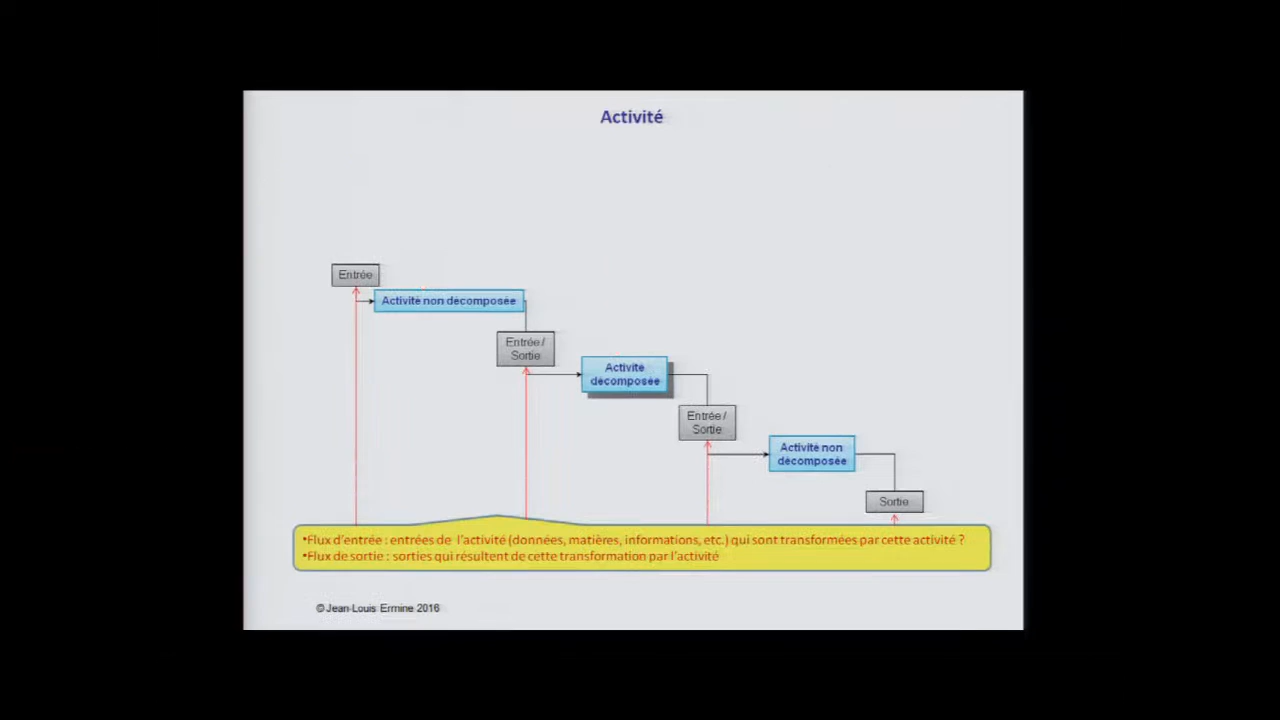 Activité
Entrée
Activité non décomposée
Entrée /
Sortie
Activité
décomposée
Entrée /
Sortie
Activité non
décomposée
Sortie
•Flux d'entrée : entrées de l'activité (données, matières, informations, etc.) qui sont transformées par cette activité ?
•Flux de sortie : sorties qui résultent de cette transformation par l'activité
© Jean-Louis Ermine 2016